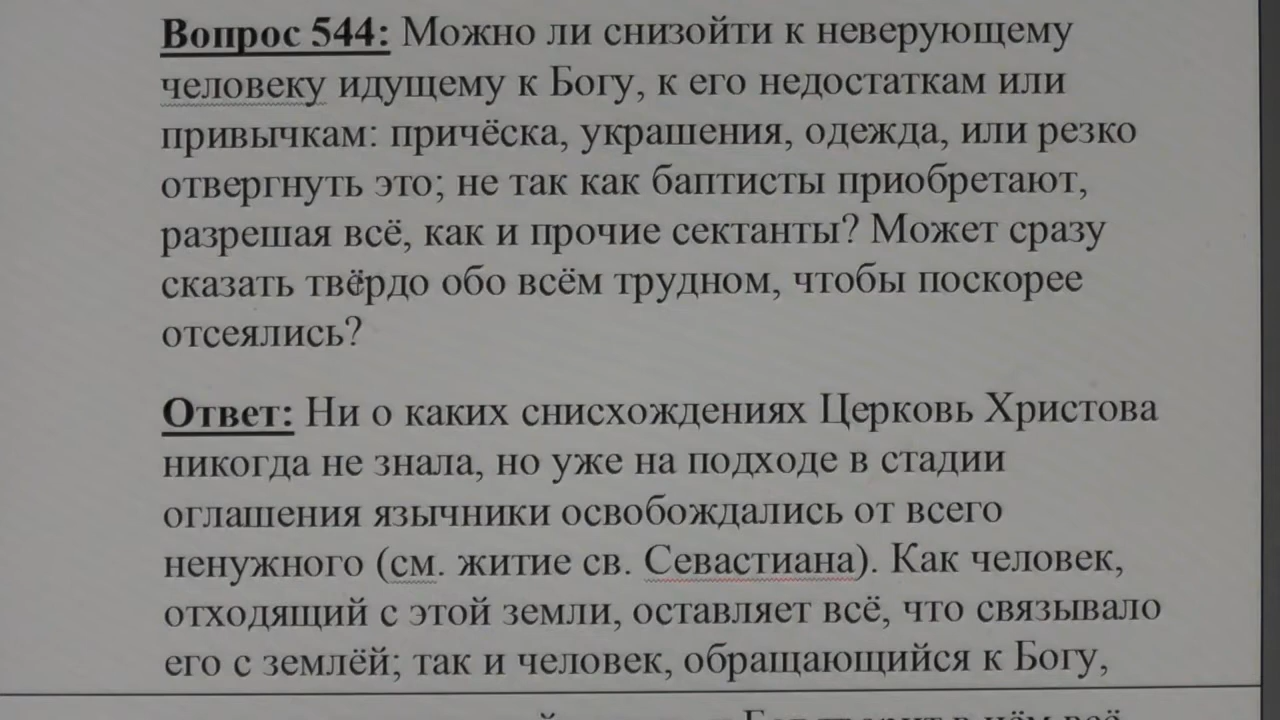 Вопрос 544: Можно ли снизойти к неверующему
человеку идущему к Богу, к его недостаткам или
привычкам: причёска, украшения, одежда, или резко
отвергнуть это; не так как баптисты приобретают,
разрешая всё, как и прочие сектанты? Может сразу
сказать твёрдо обо всём трудном, чтобы поскорее
отсеялись?
Ответ: Ни о каких снисхождениях Церковь Христова
никогда не знала, но уже на подходе в стадии
оглашения язычники освобождались от всего
ненужного (см. житие св. Севастиана). Как человек,
отходящий с этой земли, оставляет всё, что связывало
его с землёй; так и человек, обращающийся к Богу,